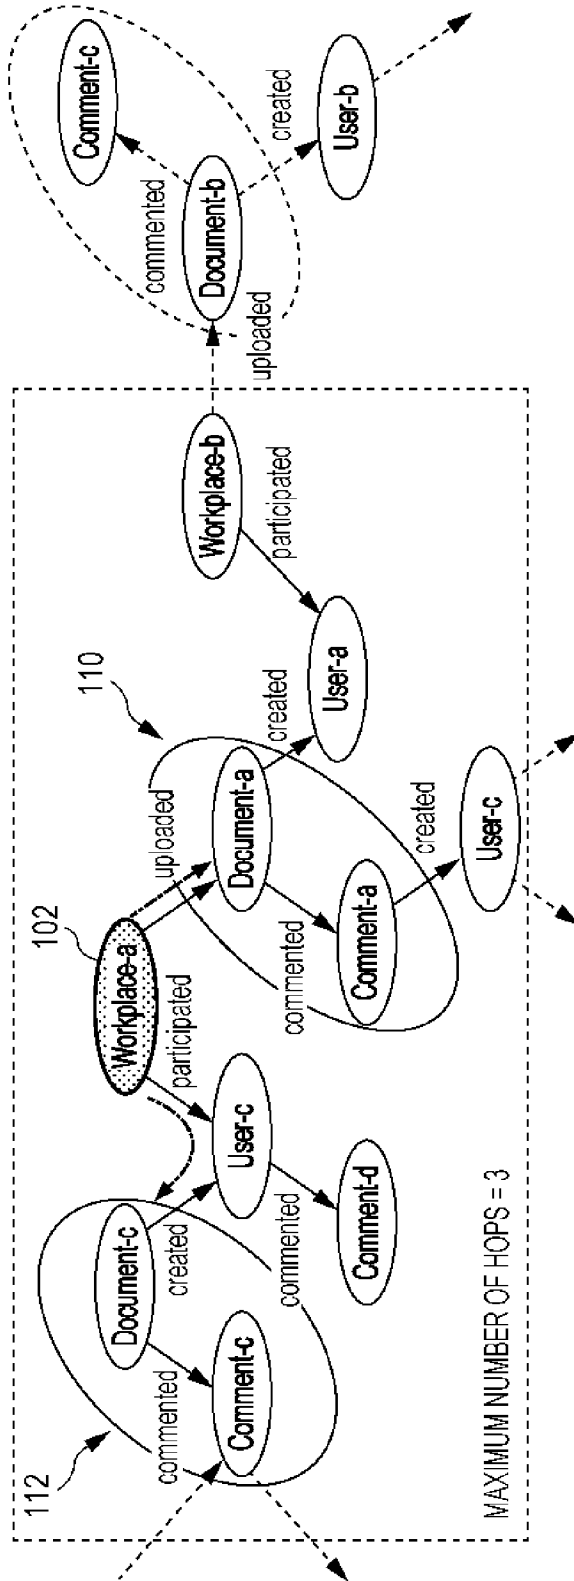 112
102
110
Comment-c
Document-c
Workplace-a
commented
created
participated
uploaded
commented
Comment-c
User-c
Document-a
Workplace-b
Document-b
uploaded
commented
commented
created
participated
created
Comment-d
Comment-a
User-a
User-b
created
User-c
MAXIMUM NUMBER OF HOPS = 3